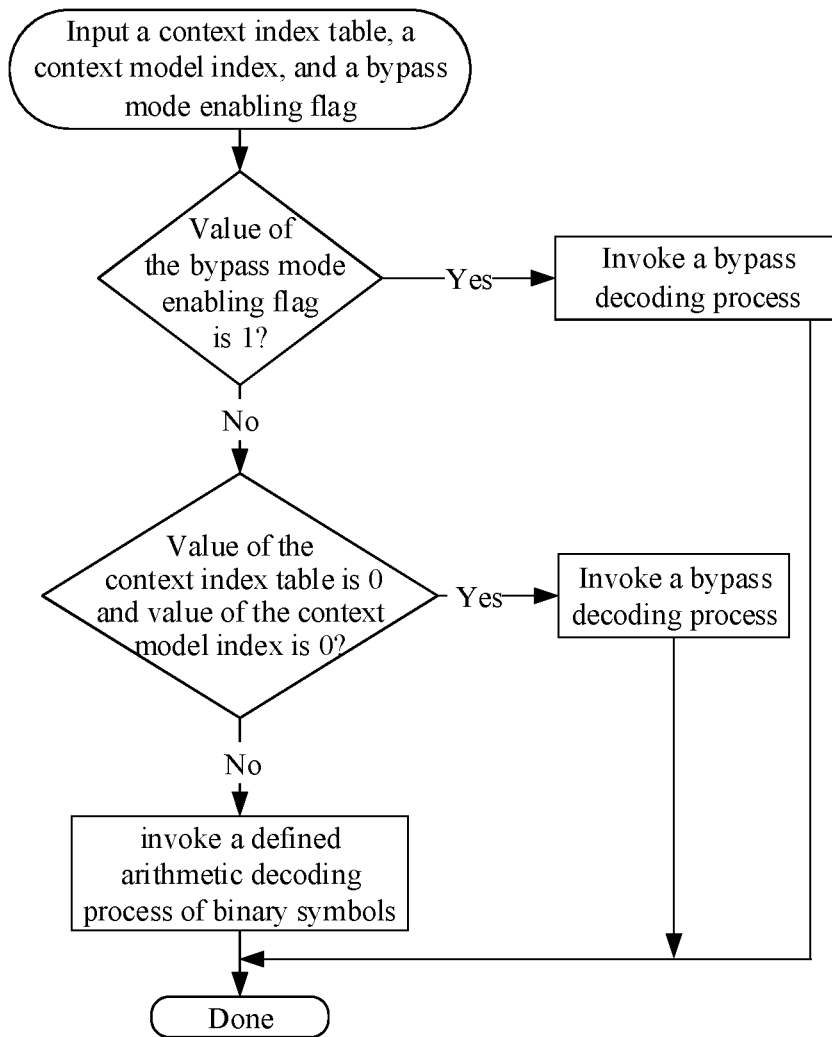 Input a context index table, a
context model index, and a bypass
mode enabling flag
Value of
the bypass mode
enabling flag
is 1?
Yes
Invoke a bypass
decoding process
No
Value of the
context index table is 0
and value of the context
model index is 0?
Yes
Invoke a bypass
decoding process
No
invoke a defined
arithmetic decoding
process of binary symbols
Done